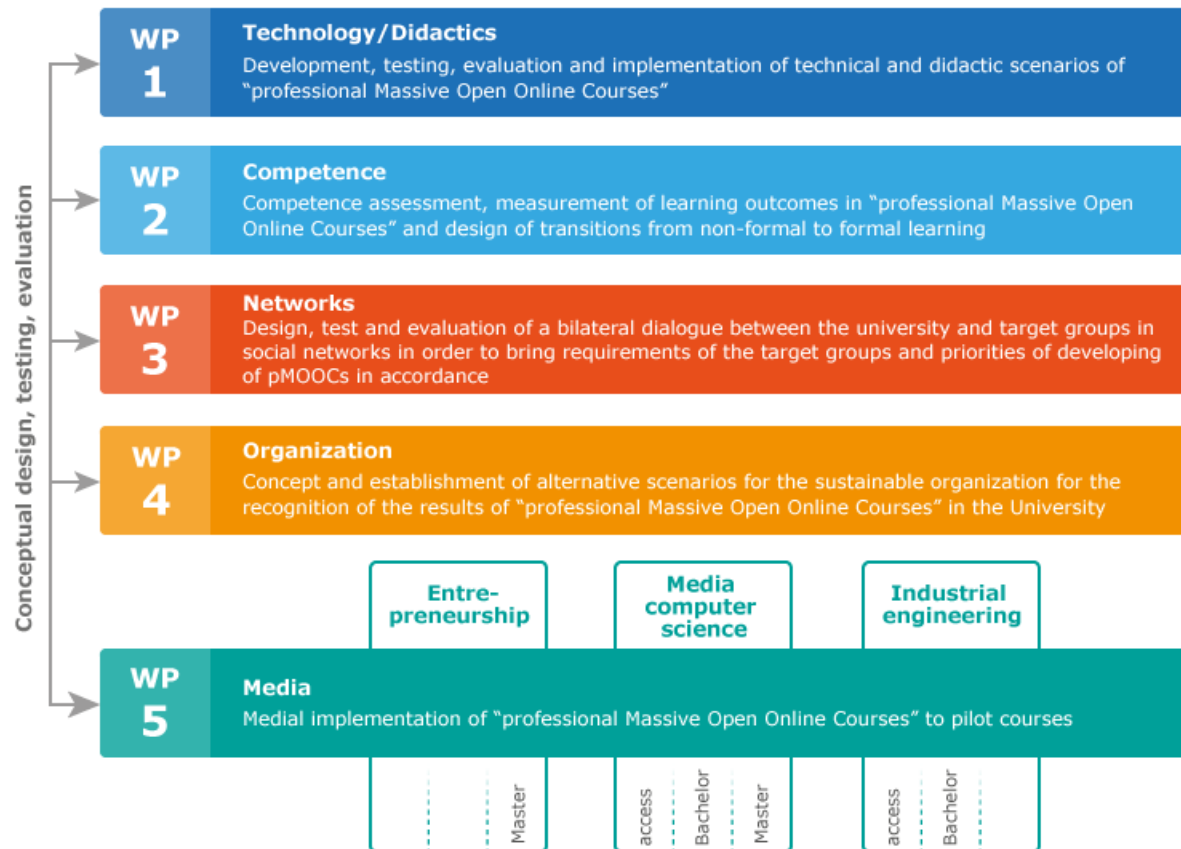 Conceptual design, testing, evaluation
WP
1
Technology/Didactics
Development, testing, evaluation and implementation of technical and didactic scenarios of
“professional Massive Open Online Courses”
WP
2
Competence
Competence assessment, measurement of learning outcomes in “professional Massive Open
Online Courses” and design of transitions from non-formal to formal learning
WP
3
Networks
Design, test and evaluation of a bilateral dialogue between the university and target groups in
social networks in order to bring requirements of the target groups and priorities of developing
of pMOOCs in accordance
WP
4
Organization
Concept and establishment of alternative scenarios for the sustainable organization for the
recognition of the results of “professional Massive Open Online Courses” in the University
Entre-
preneurship
Media
computer
science
Industrial
engineering
WP
5
Media
Medial implementation of “professional Massive Open Online Courses” to pilot courses
Master
access
Bachelor
Master
access
Bachelor